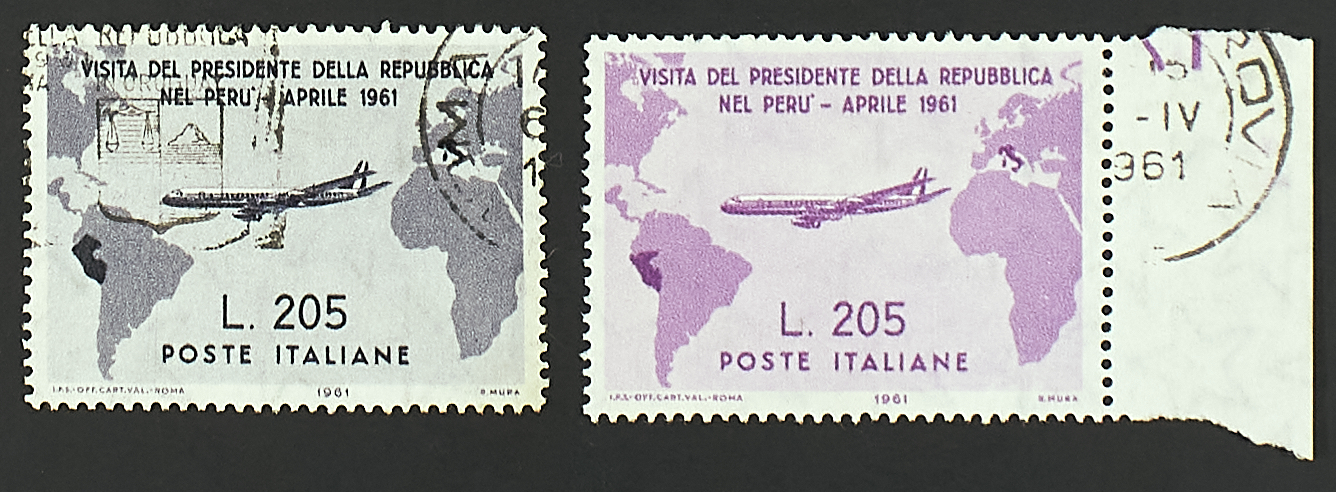 ELLA REPUBBLICA
VISITA DEL PRESIDENTE DELLA REPUBBLICA
NEL PERU' - APRILE 1961
L. 205
POSTE ITALIANE
I.P.S.-OFF.CART.VAL.-ROMA 1961 R.MURA
VISITA DEL PRESIDENTE DELLA REPUBBLICA
NEL PERU' - APRILE 1961
L. 205
POSTE ITALIANE
I.P.S.-OFF.CART.VAL.-ROMA 1961 R.MURA
-IV
961